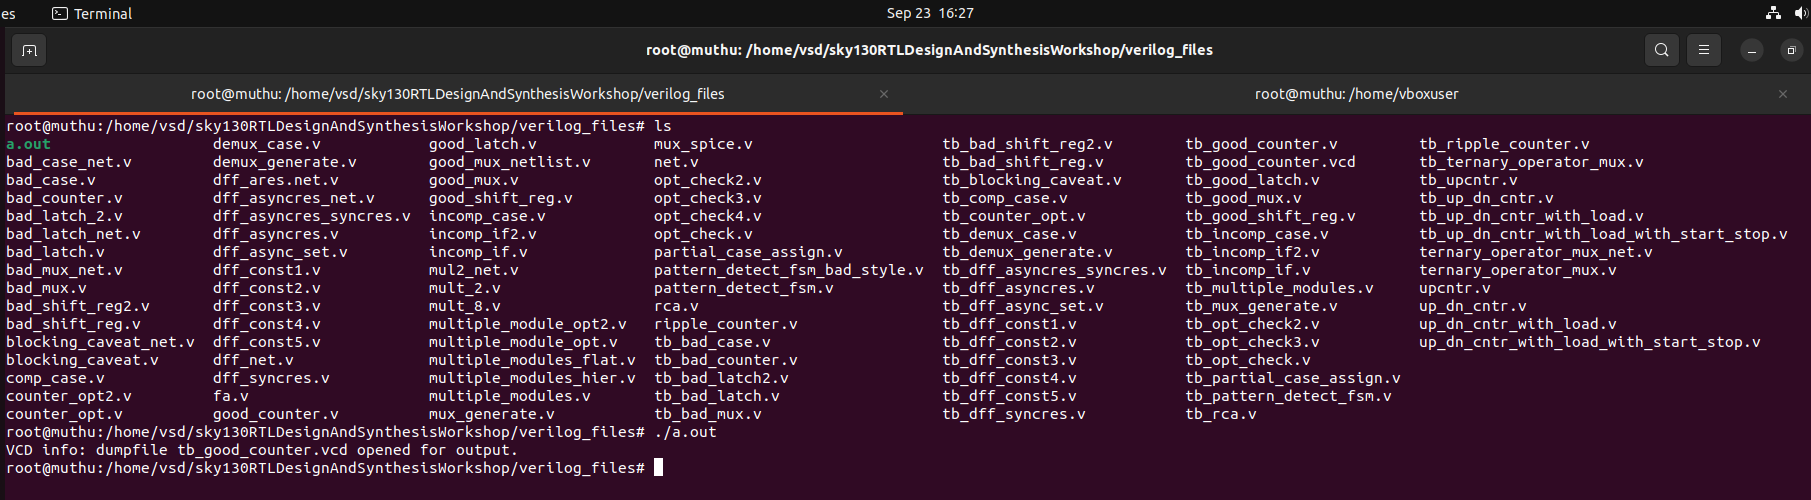 es Terminal Sep 23 16:27
root@muthu: /home/vsd/sky130RTLDesignAndSynthesisWorkshop/verilog_files
root@muthu: /home/vsd/sky130RTLDesignAndSynthesisWorkshop/verilog_files × root@muthu: /home/vboxuser ×
root@muthu:/home/vsd/sky130RTLDesignAndSynthesisWorkshop/verilog_files# ls
a.out demux_case.v good_latch.v mux_spice.v tb_bad_shift_reg2.v tb_good_counter.v tb_ripple_counter.v
bad_case_net.v demux_generate.v good_mux_netlist.v net.v tb_bad_shift_reg.v tb_good_counter.vcd tb_ternary_operator_mux.v
bad_case.v dff_ares.net.v good_mux.v opt_check2.v tb_blocking_caveat.v tb_good_latch.v tb_upcntr.v
bad_counter.v dff_asyncres_net.v good_shift_reg.v opt_check3.v tb_comp_case.v tb_good_mux.v tb_up_dn_cntr.v
bad_latch_2.v dff_asyncres_syncres.v incomp_case.v opt_check4.v tb_counter_opt.v tb_good_shift_reg.v tb_up_dn_cntr_with_load.v
bad_latch_net.v dff_asyncres.v incomp_if2.v opt_check.v tb_demux_case.v tb_incomp_case.v tb_up_dn_cntr_with_load_with_start_stop.v
bad_latch.v dff_async_set.v incomp_if.v partial_case_assign.v tb_demux_generate.v tb_incomp_if2.v ternary_operator_mux_net.v
bad_mux_net.v dff_const1.v mul2_net.v pattern_detect_fsm_bad_style.v tb_dff_asyncres_syncres.v tb_incomp_if.v ternary_operator_mux.v
bad_mux.v dff_const2.v mult_2.v pattern_detect_fsm.v tb_dff_asyncres.v tb_multiple_modules.v upcntr.v
bad_shift_reg2.v dff_const3.v mult_8.v rca.v tb_dff_async_set.v tb_mux_generate.v up_dn_cntr.v
bad_shift_reg.v dff_const4.v multiple_module_opt2.v ripple_counter.v tb_dff_const1.v tb_opt_check2.v up_dn_cntr_with_load.v
blocking_caveat_net.v dff_const5.v multiple_module_opt.v tb_bad_case.v tb_dff_const2.v tb_opt_check3.v up_dn_cntr_with_load_with_start_stop.v
blocking_caveat.v dff_net.v multiple_modules_flat.v tb_bad_counter.v tb_dff_const3.v tb_opt_check.v
comp_case.v dff_syncres.v multiple_modules_hier.v tb_bad_latch2.v tb_dff_const4.v tb_partial_case_assign.v
counter_opt2.v fa.v multiple_modules.v tb_bad_latch.v tb_dff_const5.v tb_pattern_detect_fsm.v
counter_opt.v good_counter.v mux_generate.v tb_bad_mux.v tb_dff_syncres.v tb_rca.v
root@muthu:/home/vsd/sky130RTLDesignAndSynthesisWorkshop/verilog_files# ./a.out
VCD info: dumpfile tb_good_counter.vcd opened for output.
root@muthu:/home/vsd/sky130RTLDesignAndSynthesisWorkshop/verilog_files#